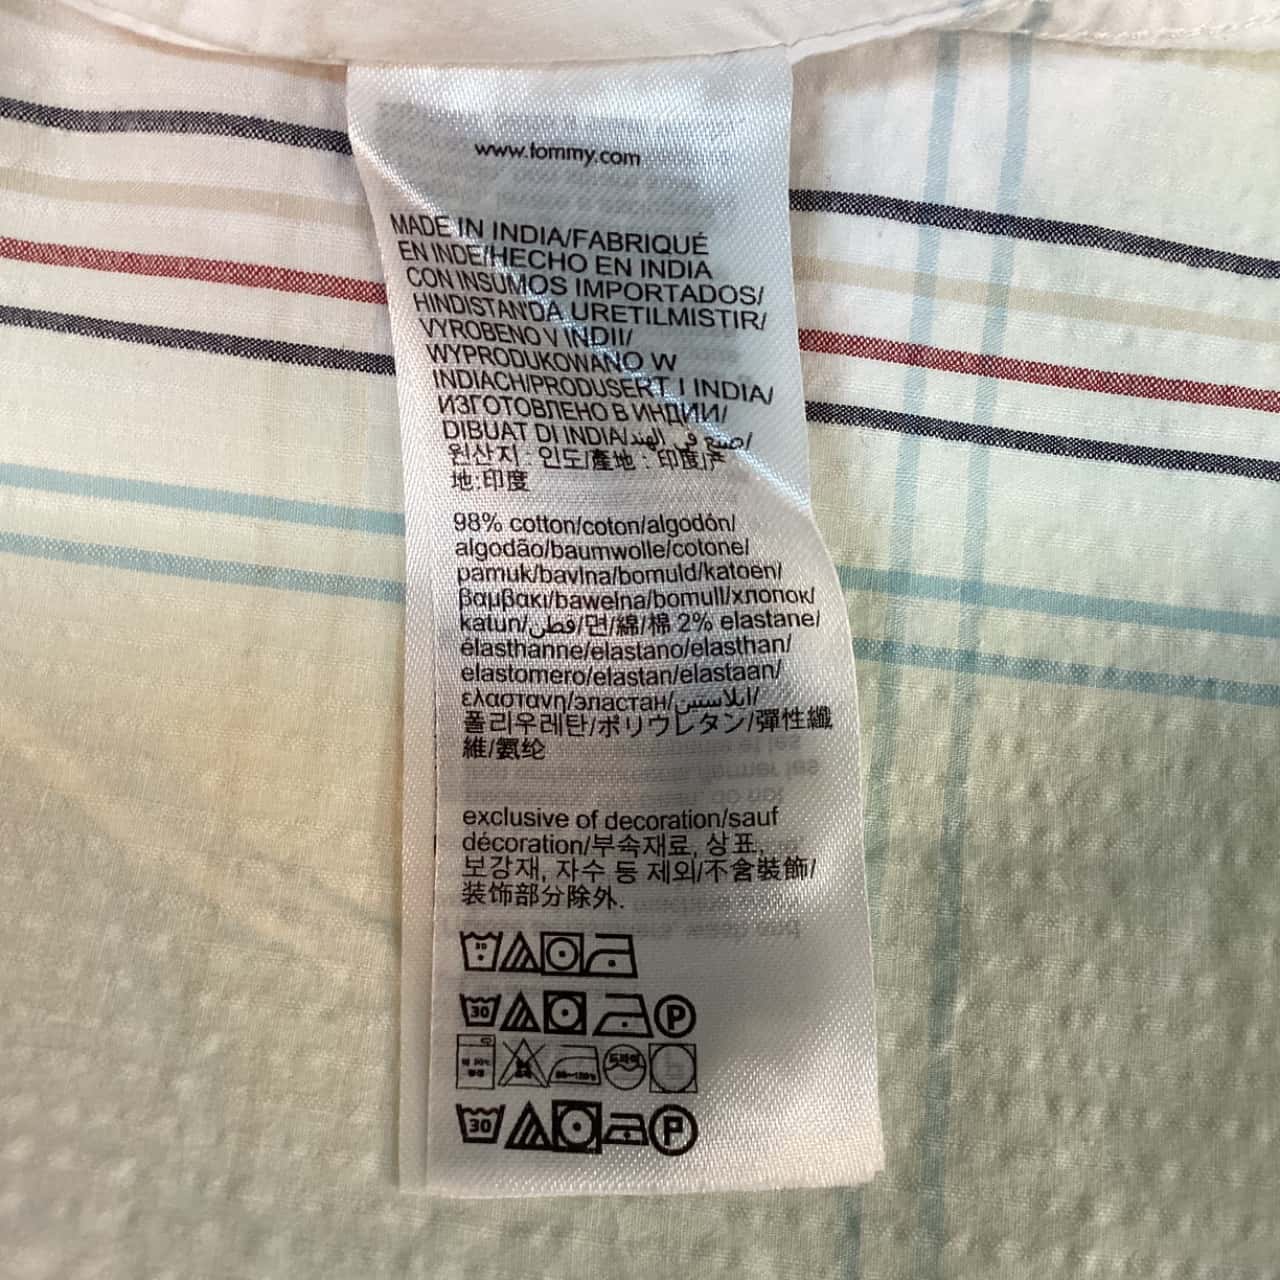 www.tommy.com
MADE IN INDIA/FABRIQUÉ
EN INDE/HECHO EN INDIA
CON INSUMOS IMPORTADOS/
HINDISTAN'DA URETILMISTIR/
VYROBENO V INDII/
WYPRODUKOWANO W
INDIACH/PRODUSERT I INDIA/
ИЗГОТОВЛЕНО В ИНДИИ/
DIBUAT DI INDIA/صنع في الهند/
원산지 : 인도/產地 : 印度/产
地:印度
98% cotton/coton/algodón/
algodão/baumwolle/cotone/
pamuk/bavlna/bomuld/katoen/
βαμβακι/bawelna/bomull/хлопок/
katun/قطن/면/綿/棉 2% elastane/
élasthanne/elastano/elasthan/
elastomero/elastan/elastaan/
ελαστανη/эластан/ايلاستين/
폴리우레탄/ポリウレタン/彈性纖
維/氨纶
exclusive of decoration/sauf
décoration/부속재료, 상표,
보강재, 자수 등 제외/不含裝飾/
装饰部分除外.
30
30 P
30 P